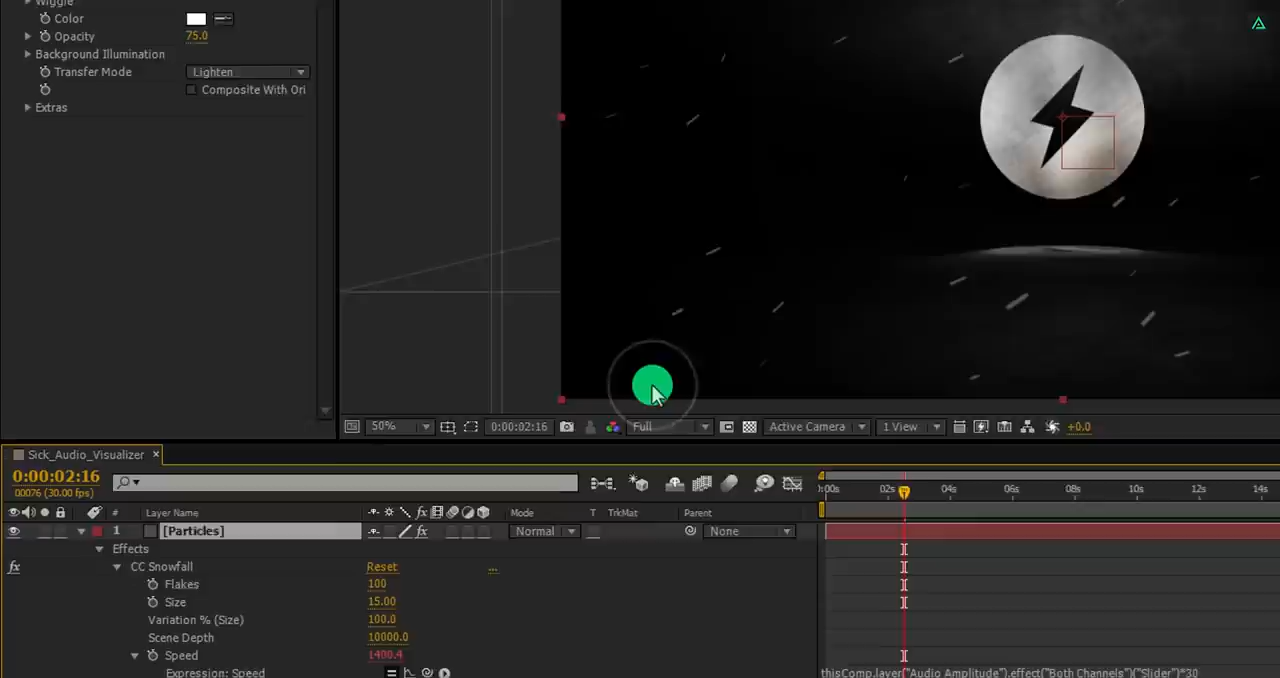 Wiggle
Color
Opacity 75.0
Background Illumination
Transfer Mode Lighten
Composite With Ori
Extras
50% 0:00:02:16 Full Active Camera 1 View +0.0
Sick_Audio_Visualizer ×
0:00:02:16
00076 (30.00 fps)
:00s 02s 04s 06s 08s 10s 12s 14s
# Layer Name Mode T TrkMat Parent
1 [Particles] fx Normal None
Effects
fx CC Snowfall Reset ...
Flakes 100
Size 15.00
Variation % (Size) 100.0
Scene Depth 10000.0
Speed 1400.4
Expression: Speed thisComp.layer("Audio Amplitude").effect("Both Channels")("Slider")*30